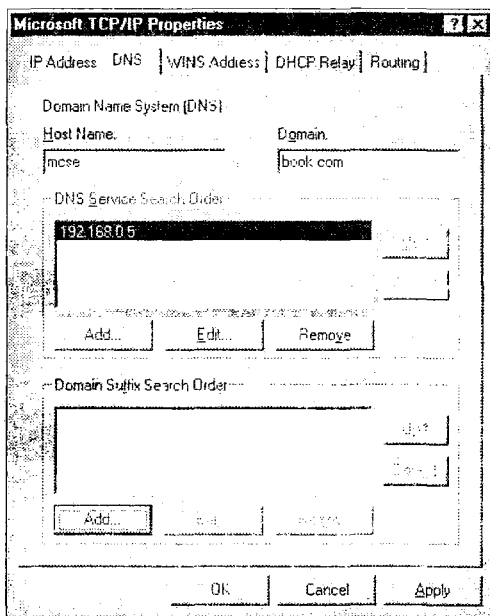 Microsoft TCP/IP Properties ? X
IP Address DNS WINS Address DHCP Relay Routing
Domain Name System (DNS)
Host Name: Domain:
mcse book.com
DNS Service Search Order
192.168.0.5
Add... Edit... Remove
Domain Suffix Search Order
Add...
OK Cancel Apply